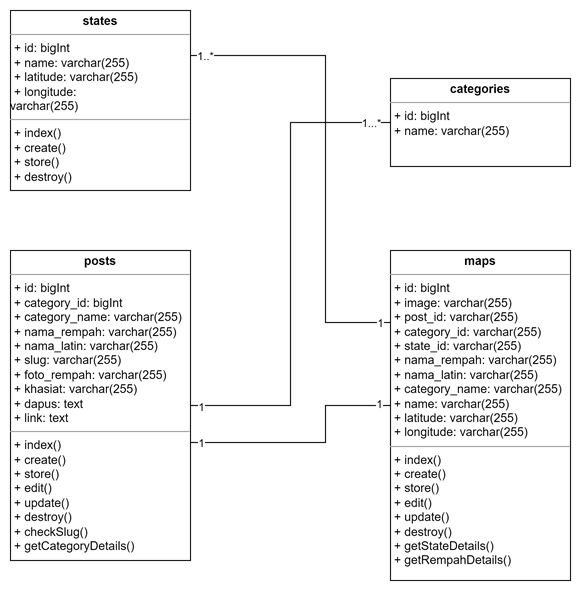 states
+ id: bigInt
+ name: varchar(255)
+ latitude: varchar(255)
+ longitude:
varchar(255)
+ index()
+ create()
+ store()
+ destroy()
1..*
categories
+ id: bigInt
+ name: varchar(255)
1...*
posts
+ id: bigInt
+ category_id: bigInt
+ category_name: varchar(255)
+ nama_rempah: varchar(255)
+ nama_latin: varchar(255)
+ slug: varchar(255)
+ foto_rempah: varchar(255)
+ khasiat: varchar(255)
+ dapus: text
+ link: text
+ index()
+ create()
+ store()
+ edit()
+ update()
+ destroy()
+ checkSlug()
+ getCategoryDetails()
1
1
maps
+ id: bigInt
+ image: varchar(255)
+ post_id: varchar(255)
+ category_id: varchar(255)
+ state_id: varchar(255)
+ nama_rempah: varchar(255)
+ nama_latin: varchar(255)
+ category_name: varchar(255)
+ name: varchar(255)
+ latitude: varchar(255)
+ longitude: varchar(255)
+ index()
+ create()
+ store()
+ edit()
+ update()
+ destroy()
+ getStateDetails()
+ getRempahDetails()
1
1